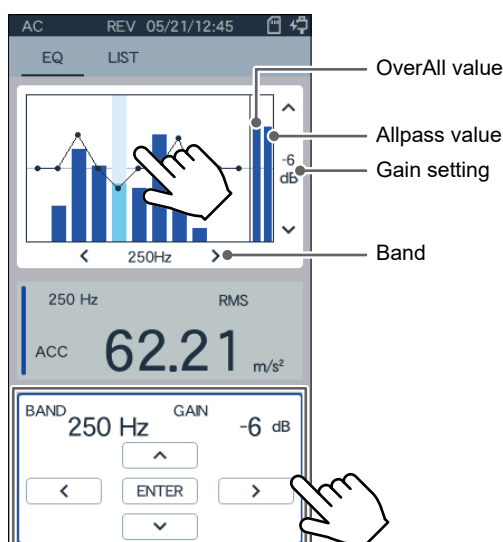 AC REV 05/21/12:45
EQ LIST
OverAll value
Allpass value
-6
dB
Gain setting
250Hz
Band
250 Hz RMS
ACC 62.21 m/s²
BAND 250 Hz GAIN -6 dB
ENTER